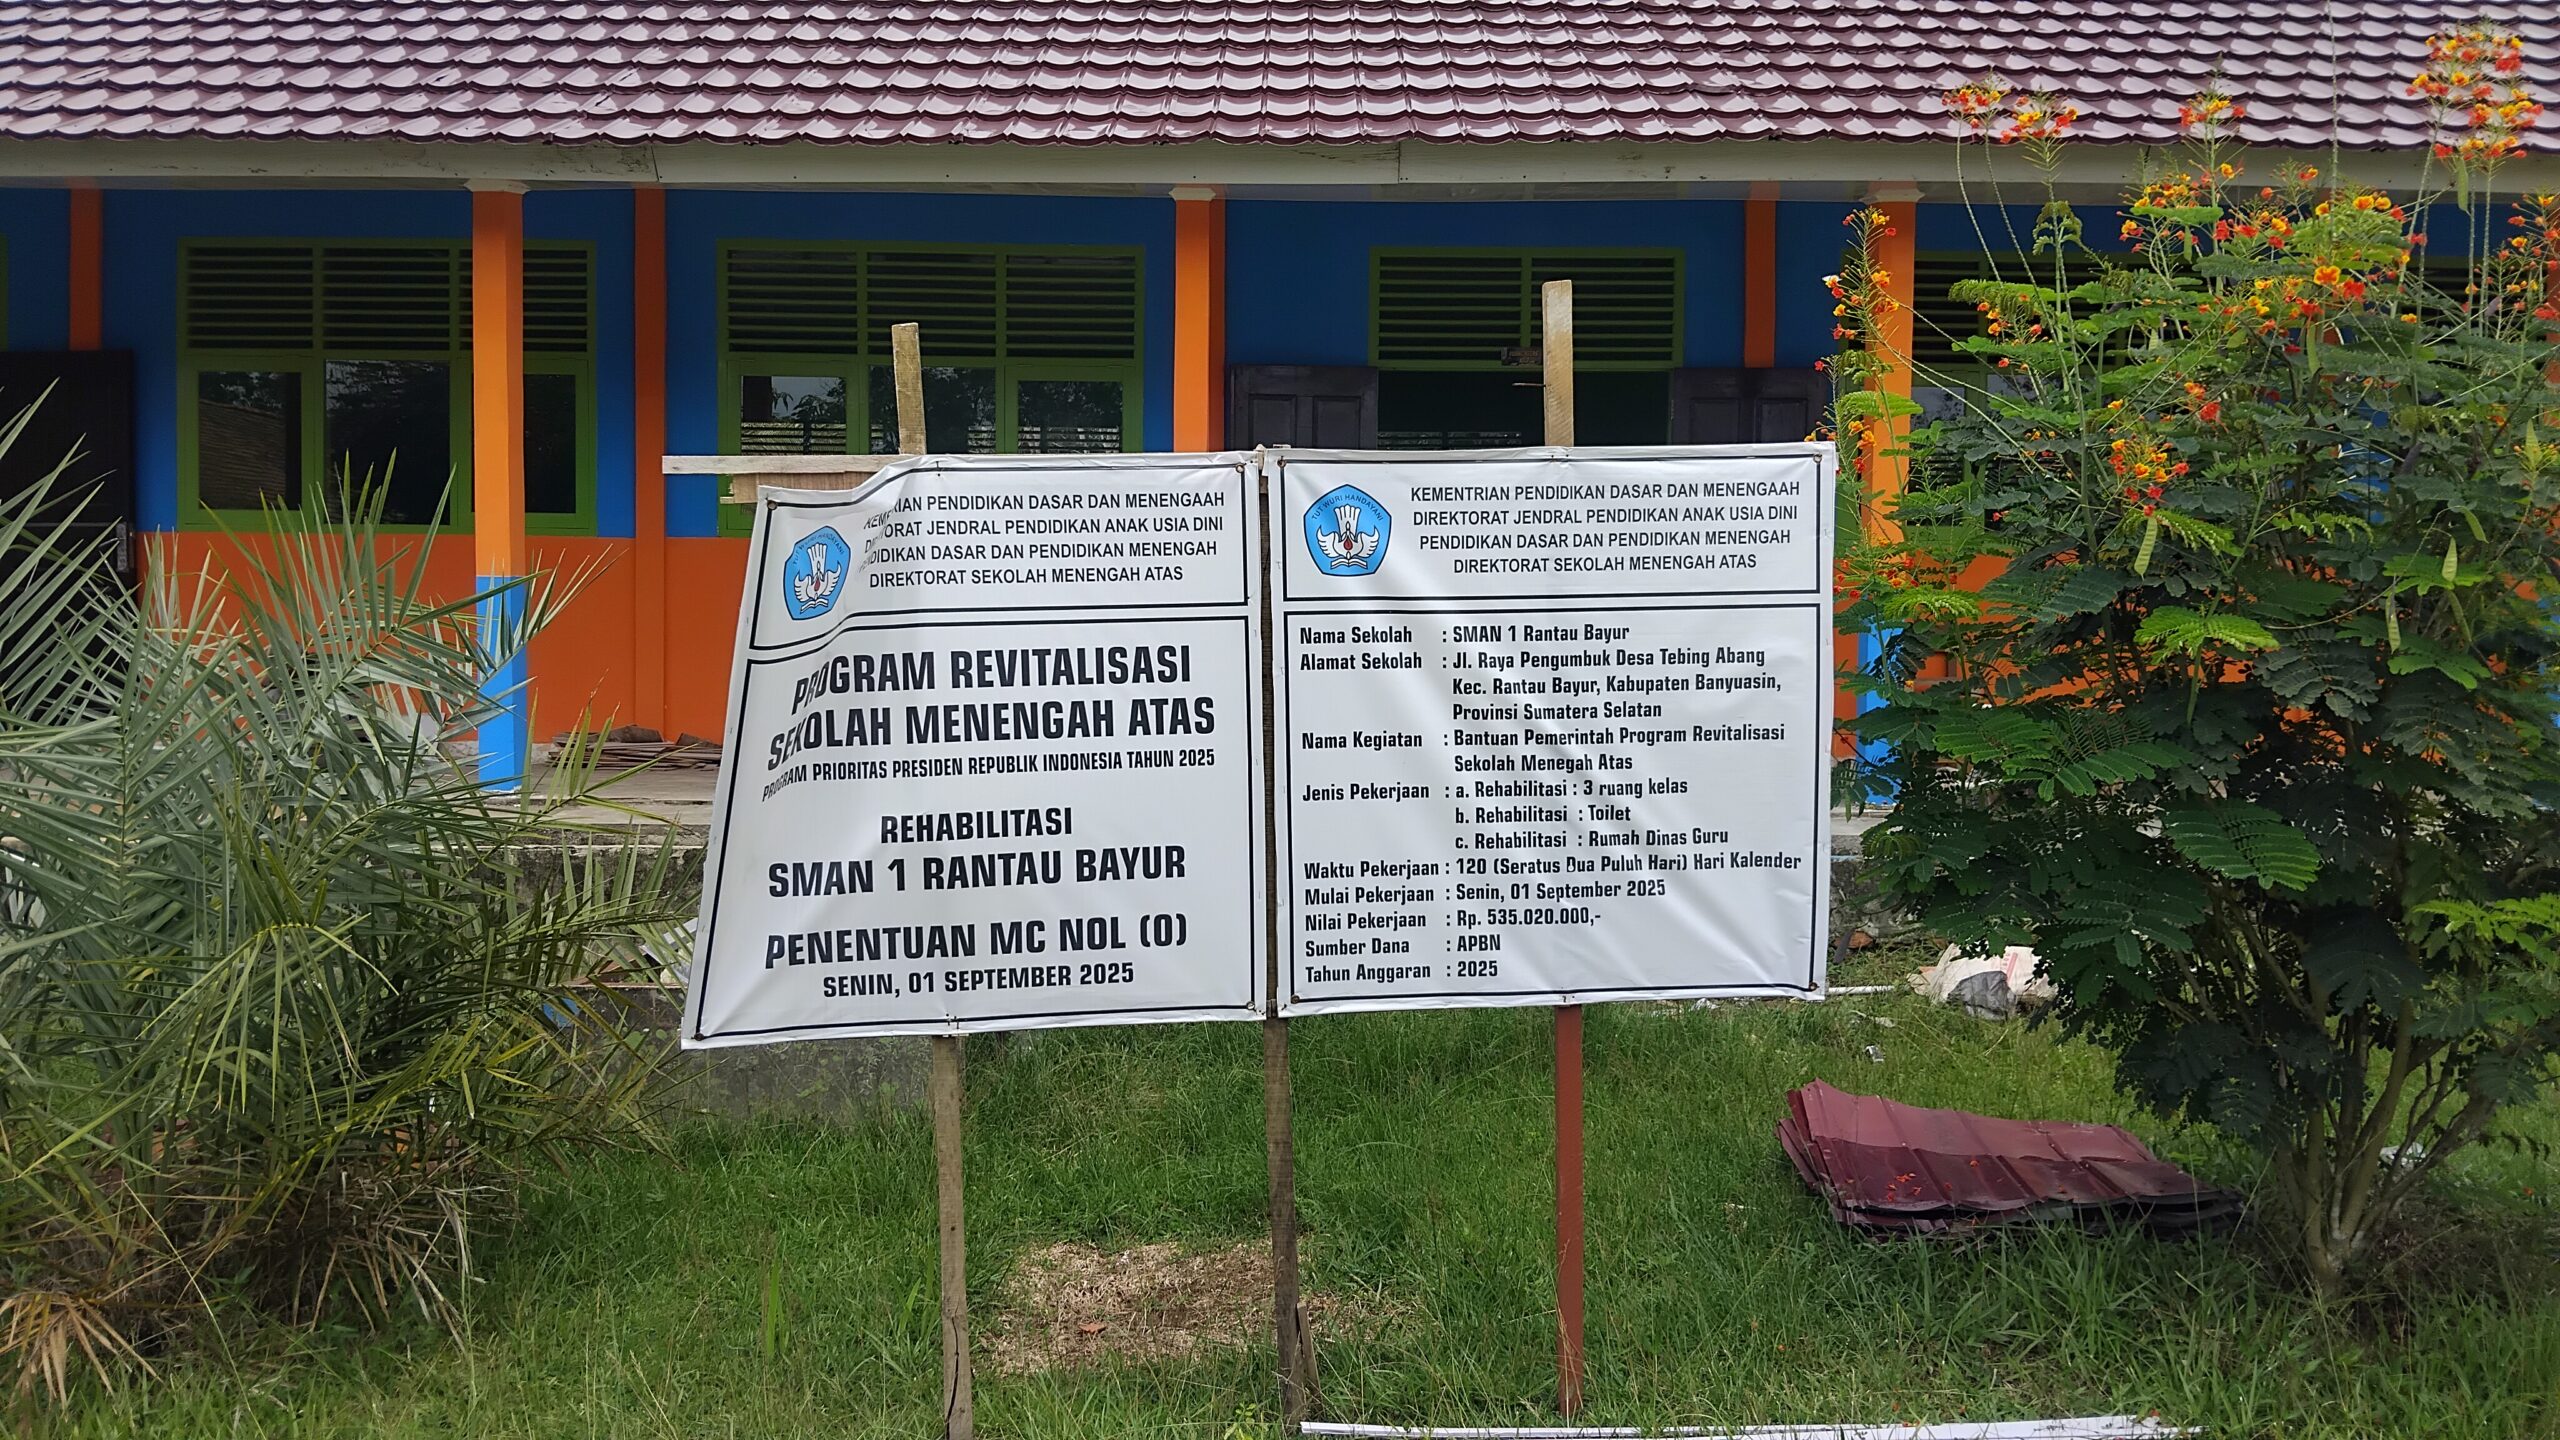 KEMENTRIAN PENDIDIKAN DASAR DAN MENENGAAH
DIREKTORAT JENDRAL PENDIDIKAN ANAK USIA DINI
PENDIDIKAN DASAR DAN PENDIDIKAN MENENGAH
DIREKTORAT SEKOLAH MENENGAH ATAS
TUT WURI HANDAYANI
PROGRAM REVITALISASI
SEKOLAH MENENGAH ATAS
PROGRAM PRIORITAS PRESIDEN REPUBLIK INDONESIA TAHUN 2025
REHABILITASI
SMAN 1 RANTAU BAYUR
PENENTUAN MC NOL (0)
SENIN, 01 SEPTEMBER 2025
TUT WURI HANDAYANI
KEMENTRIAN PENDIDIKAN DASAR DAN MENENGAAH
DIREKTORAT JENDRAL PENDIDIKAN ANAK USIA DINI
PENDIDIKAN DASAR DAN PENDIDIKAN MENENGAH
DIREKTORAT SEKOLAH MENENGAH ATAS
Nama Sekolah : SMAN 1 Rantau Bayur
Alamat Sekolah : Jl. Raya Pengumbuk Desa Tebing Abang
Kec. Rantau Bayur, Kabupaten Banyuasin,
Provinsi Sumatera Selatan
Nama Kegiatan : Bantuan Pemerintah Program Revitalisasi
Sekolah Menegah Atas
Jenis Pekerjaan : a. Rehabilitasi : 3 ruang kelas
b. Rehabilitasi : Toilet
c. Rehabilitasi : Rumah Dinas Guru
Waktu Pekerjaan : 120 (Seratus Dua Puluh Hari) Hari Kalender
Mulai Pekerjaan : Senin, 01 September 2025
Nilai Pekerjaan : Rp. 535.020.000,-
Sumber Dana : APBN
Tahun Anggaran : 2025